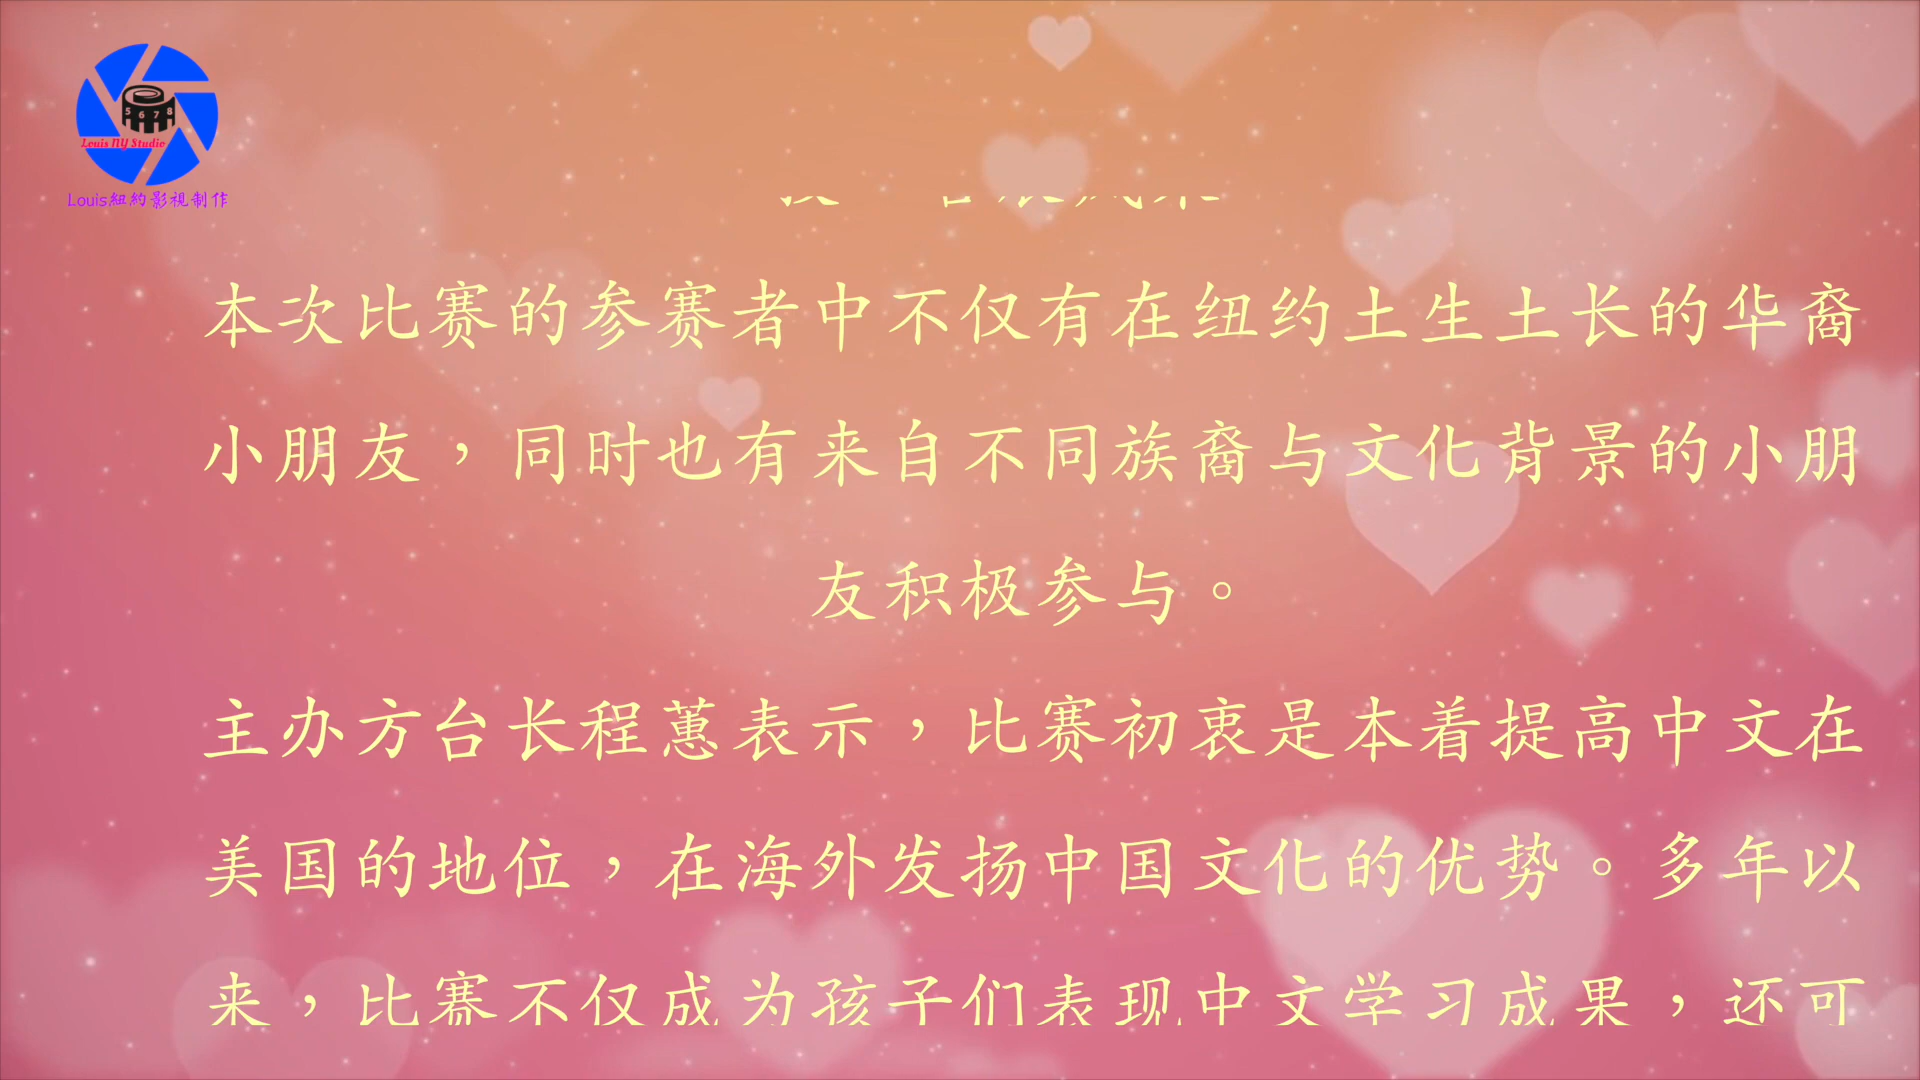 5 6 7 8
Louis NY Studio
Louis紐約影視制作
本次比赛的参赛者中不仅有在纽约土生土长的华裔
小朋友，同时也有来自不同族裔与文化背景的小朋
友积极参与。
主办方台长程蕙表示，比赛初衷是本着提高中文在
美国的地位，在海外发扬中国文化的优势。多年以
来，比赛不仅成为孩子们表现中文学习成果，还可